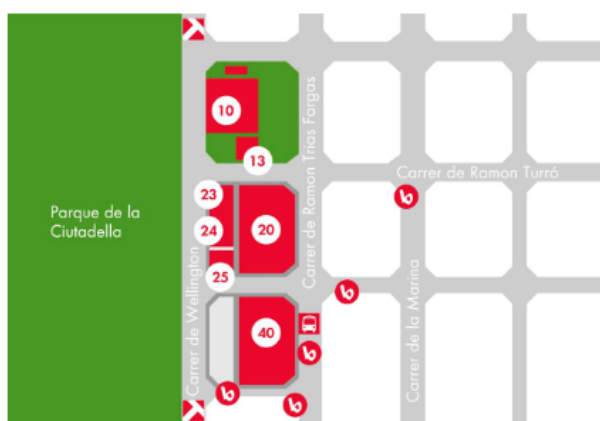 10
13
Carrer de Ramon Turró
23
Parque de la
Ciutadella
24
20
25
Carrer de Wellington
Carrer de Ramon Trias Fargas
Carrer de la Marina
40
b
b
b
b
b